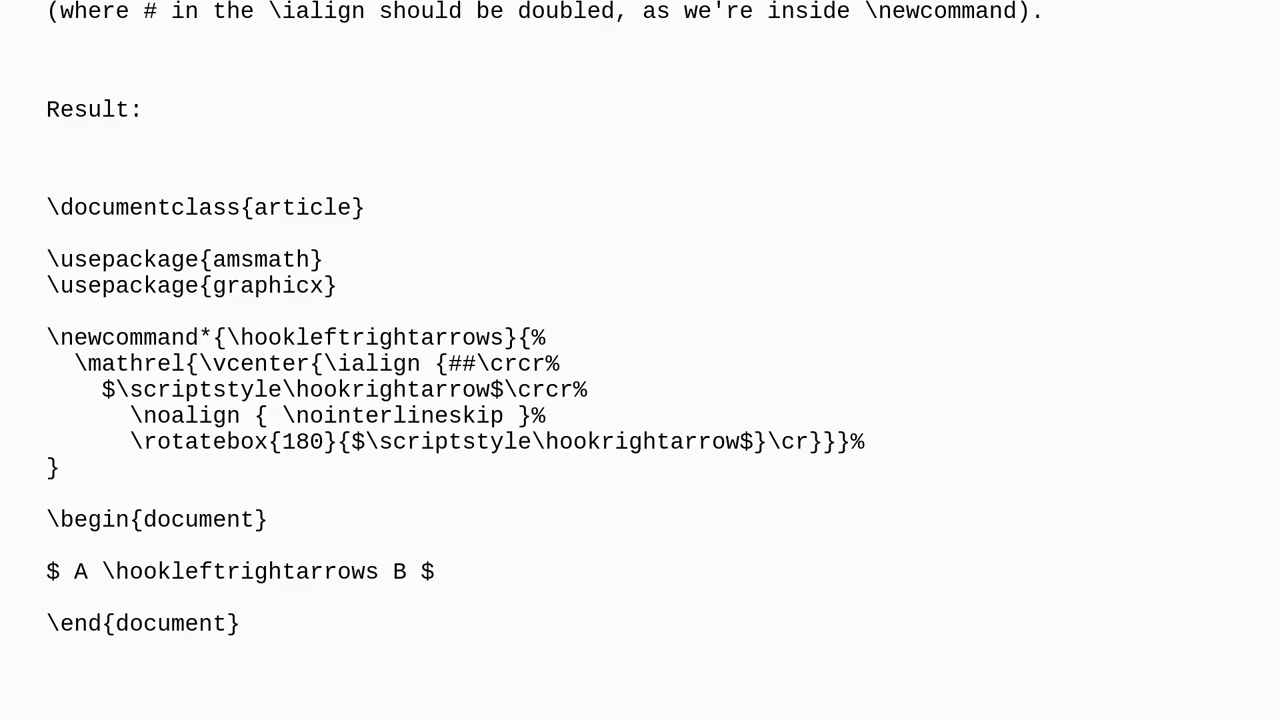 (where # in the \ialign should be doubled, as we're inside \newcommand).
Result:
\documentclass{article}
\usepackage{amsmath}
\usepackage{graphicx}
\newcommand*{\hookleftrightarrows}{%
  \mathrel{\vcenter{\ialign {##\crcr%
    $\scriptstyle\hookrightarrow$\crcr%
      \noalign { \nointerlineskip }%
      \rotatebox{180}{$\scriptstyle\hookrightarrow$}\cr}}}%
}
\begin{document}
$ A \hookleftrightarrows B $
\end{document}